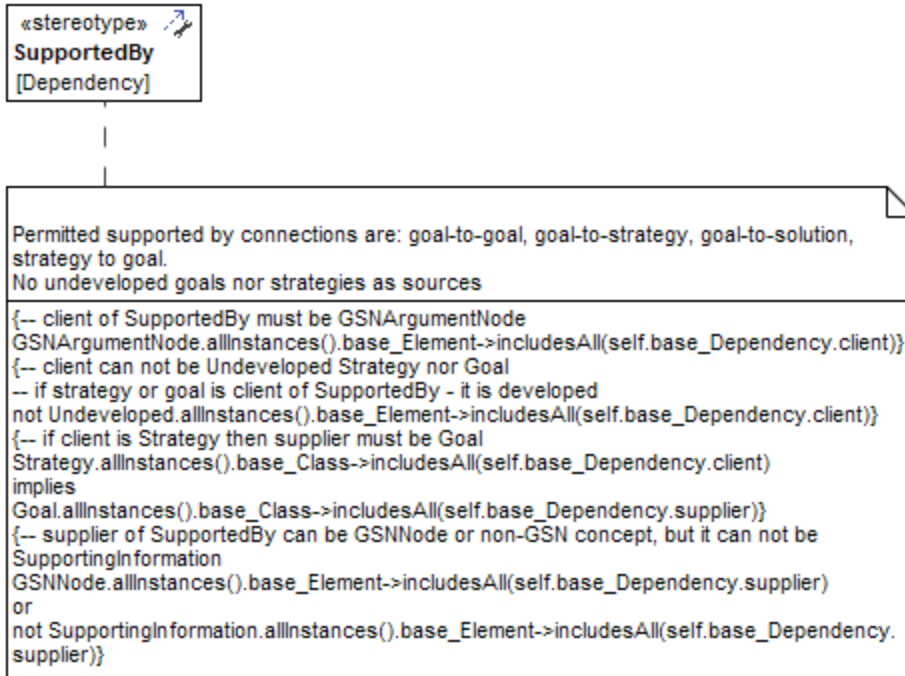 «stereotype»
SupportedBy
[Dependency]
Permitted supported by connections are: goal-to-goal, goal-to-strategy, goal-to-solution,
strategy to goal.
No undeveloped goals nor strategies as sources
{-- client of SupportedBy must be GSNArgumentNode
GSNArgumentNode.allInstances().base_Element->includesAll(self.base_Dependency.client)}
{-- client can not be Undeveloped Strategy nor Goal
-- if strategy or goal is client of SupportedBy - it is developed
not Undeveloped.allInstances().base_Element->includesAll(self.base_Dependency.client)}
{-- if client is Strategy then supplier must be Goal
Strategy.allInstances().base_Class->includesAll(self.base_Dependency.client)
implies
Goal.allInstances().base_Class->includesAll(self.base_Dependency.supplier)}
{-- supplier of SupportedBy can be GSNNode or non-GSN concept, but it can not be
SupportingInformation
GSNNode.allInstances().base_Element->includesAll(self.base_Dependency.supplier)
or
not SupportingInformation.allInstances().base_Element->includesAll(self.base_Dependency.
supplier)}